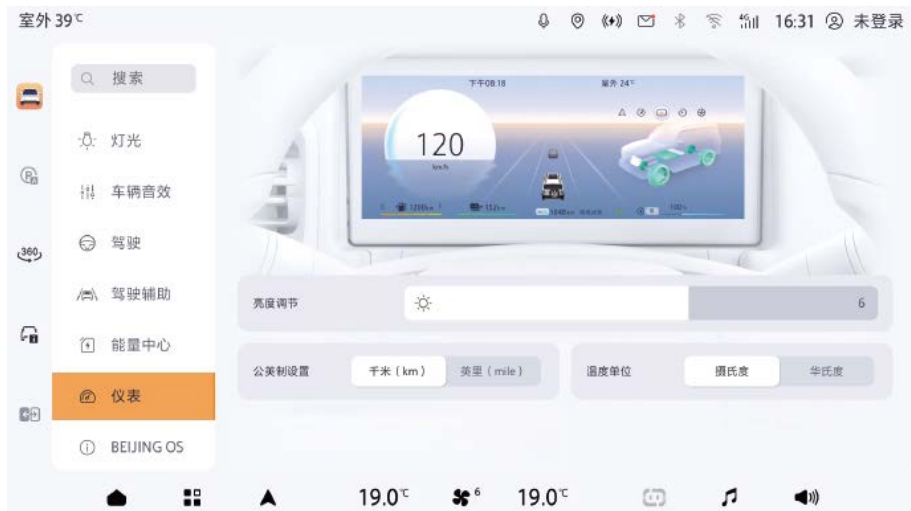 室外 39℃
4G
16:31
未登录
搜索
灯光
车辆音效
驾驶
驾驶辅助
能量中心
仪表
BEIJING OS
360
下午08:18
室外 24℃
120
km/h
亮度调节
6
公英制设置
千米（km）
英里（mile）
温度单位
摄氏度
华氏度
19.0℃
6
19.0℃